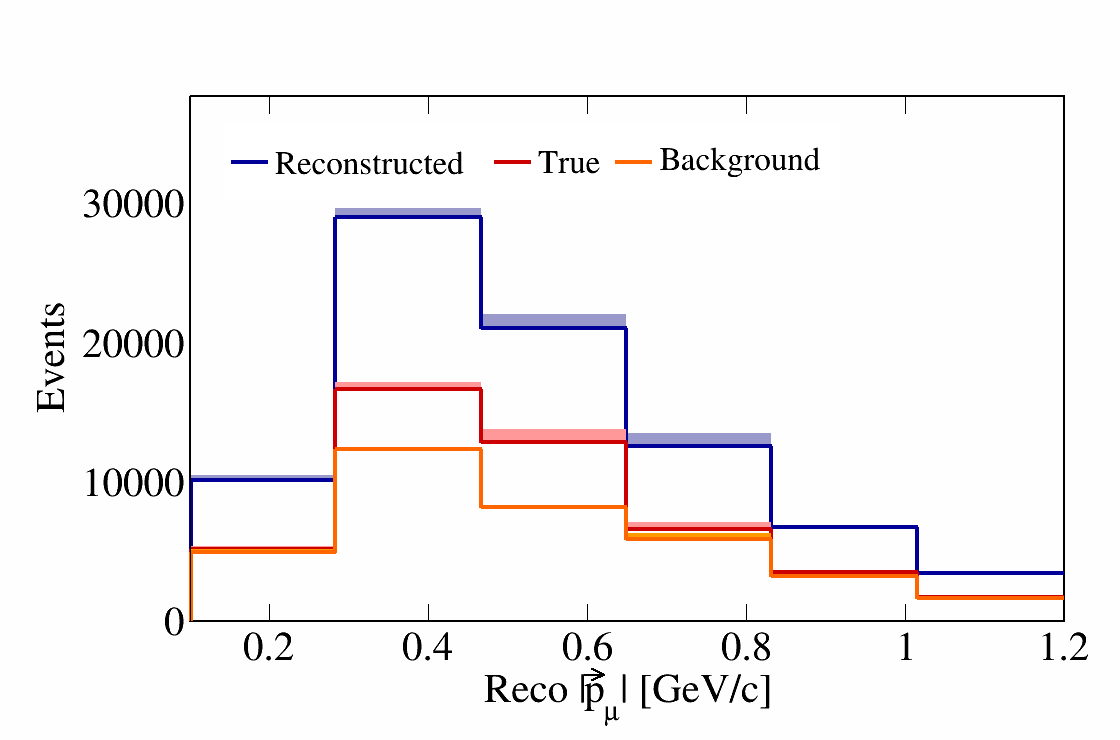 Reconstructed True Background
30000
20000
10000
0
Events
0.2 0.4 0.6 0.8 1 1.2
Reco |p⃗_μ| [GeV/c]